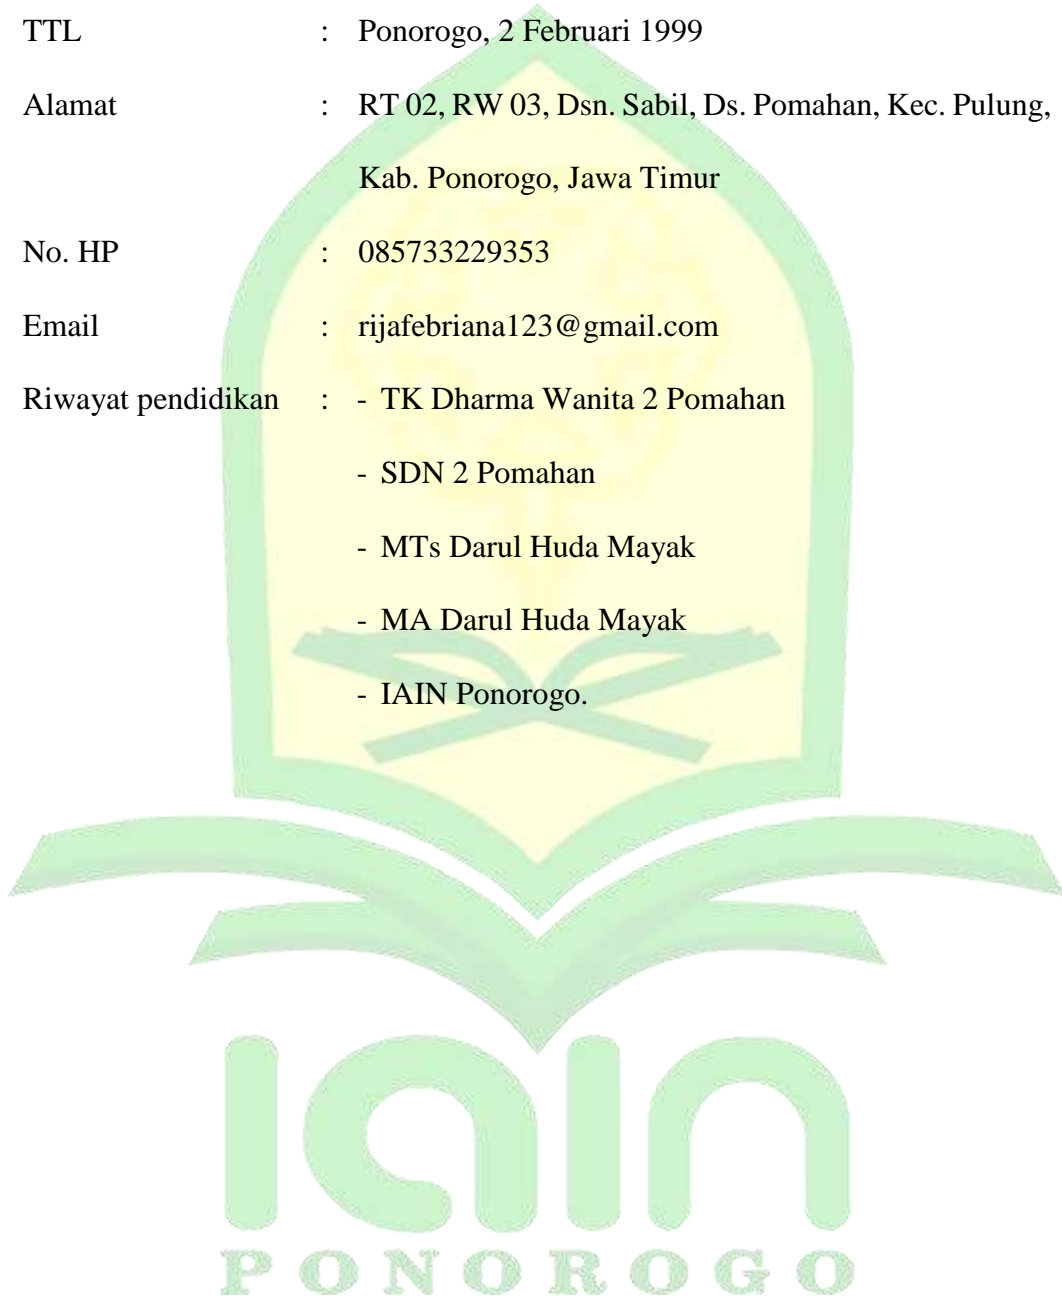 TTL : Ponorogo, 2 Februari 1999
Alamat : RT 02, RW 03, Dsn. Sabil, Ds. Pomahan, Kec. Pulung,
Kab. Ponorogo, Jawa Timur
No. HP : 085733229353
Email : rijafebriana123@gmail.com
Riwayat pendidikan : - TK Dharma Wanita 2 Pomahan
- SDN 2 Pomahan
- MTs Darul Huda Mayak
- MA Darul Huda Mayak
- IAIN Ponorogo.
IAIN
PONOROGO